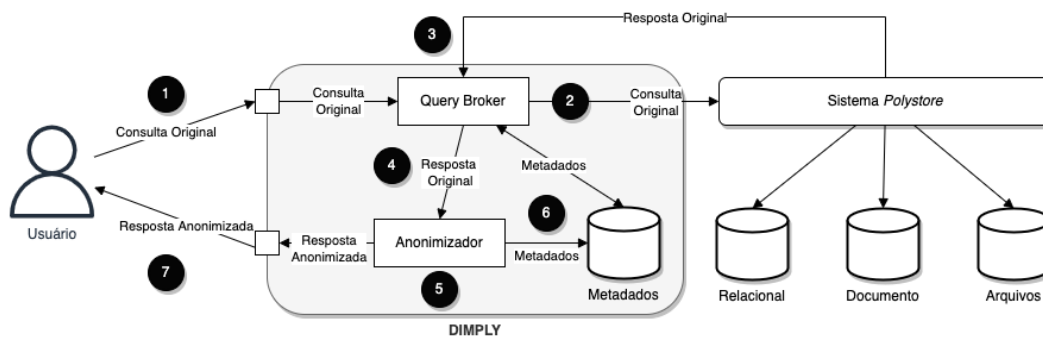 Resposta Original
3
1
Consulta
Original
Query Broker
2
Consulta
Original
Sistema Polystore
Consulta Original
4
Resposta
Original
Metadados
6
Usuário
Resposta Anonimizada
Resposta
Anonimizada
Anonimizador
Metadados
7
5
Metadados
Relacional
Documento
Arquivos
DIMPLY